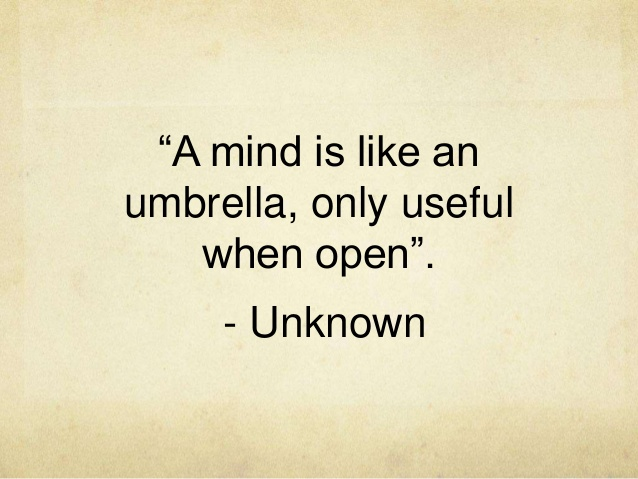 “A mind is like an
umbrella, only useful
when open”.
- Unknown